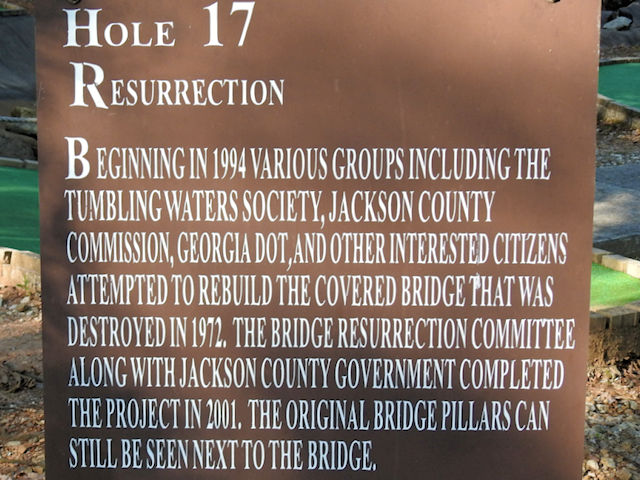 HOLE 17
RESURRECTION
BEGINNING IN 1994 VARIOUS GROUPS INCLUDING THE
TUMBLING WATERS SOCIETY, JACKSON COUNTY
COMMISSION, GEORGIA DOT, AND OTHER INTERESTED CITIZENS
ATTEMPTED TO REBUILD THE COVERED BRIDGE THAT WAS
DESTROYED IN 1972. THE BRIDGE RESURRECTION COMMITTEE
ALONG WITH JACKSON COUNTY GOVERNMENT COMPLETED
THE PROJECT IN 2001. THE ORIGINAL BRIDGE PILLARS CAN
STILL BE SEEN NEXT TO THE BRIDGE.